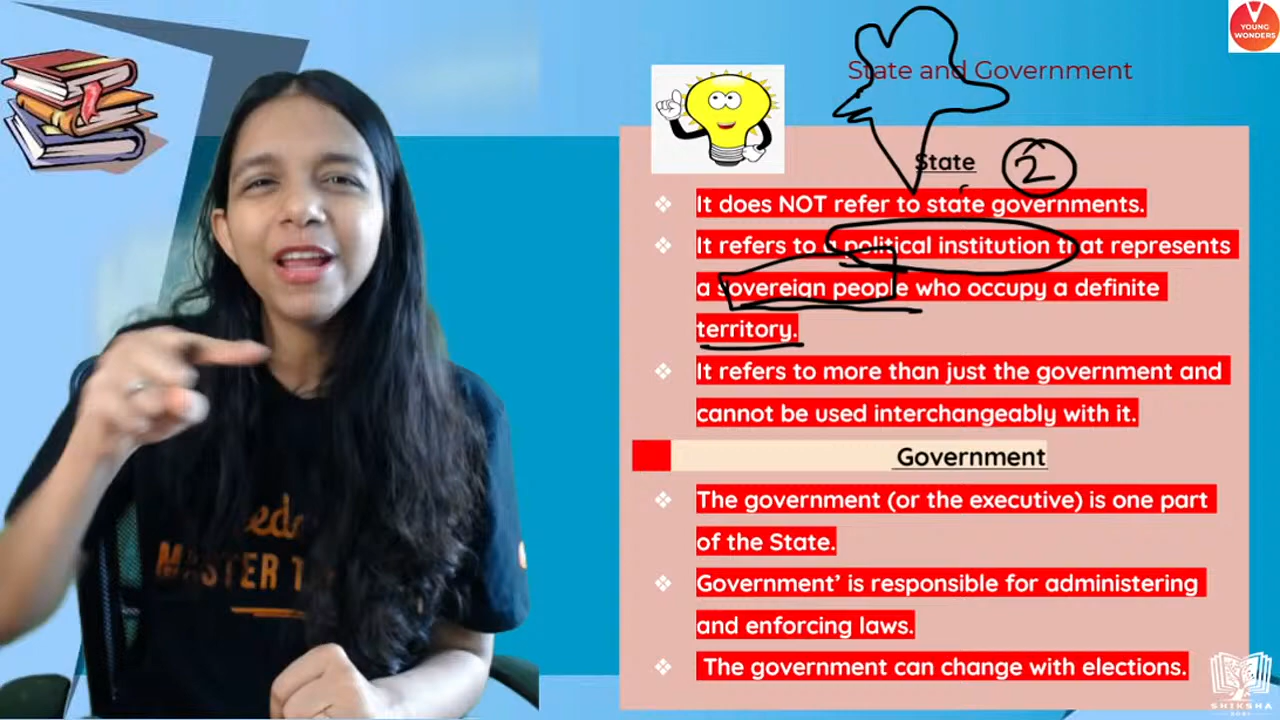 YOUNG
WONDERS
State and Government
State
2
It does NOT refer to state governments.
It refers to a political institution that represents
a sovereign people who occupy a definite
territory.
It refers to more than just the government and
cannot be used interchangeably with it.
Government
The government (or the executive) is one part
of the State.
Government’ is responsible for administering
and enforcing laws.
The government can change with elections.
MASTER T
SHIKSHA